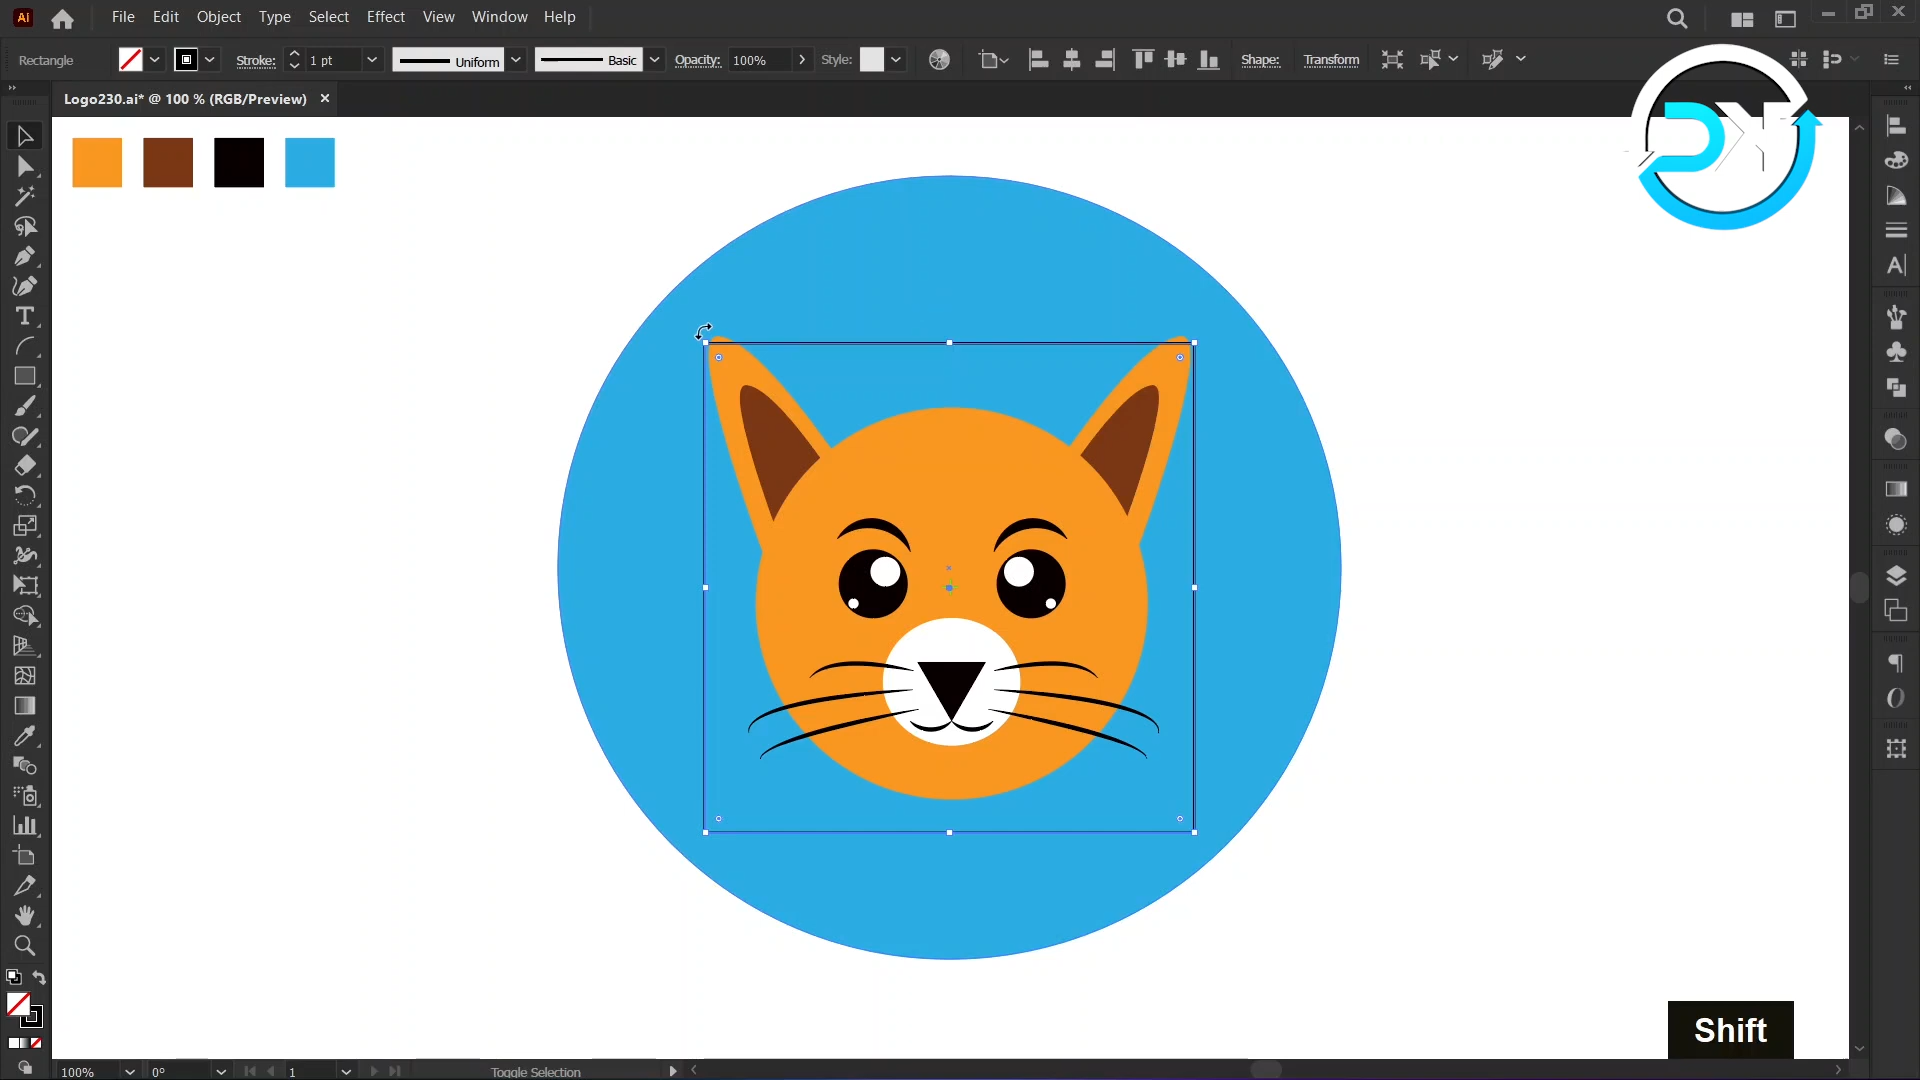 Ai File Edit Object Type Select Effect View Window Help
Rectangle Stroke: 1 pt Uniform Basic Opacity: 100% Style: Shape: Transform
Logo230.ai* @ 100 % (RGB/Preview)
DX
Shift
100% 0° 1 Toggle Selection